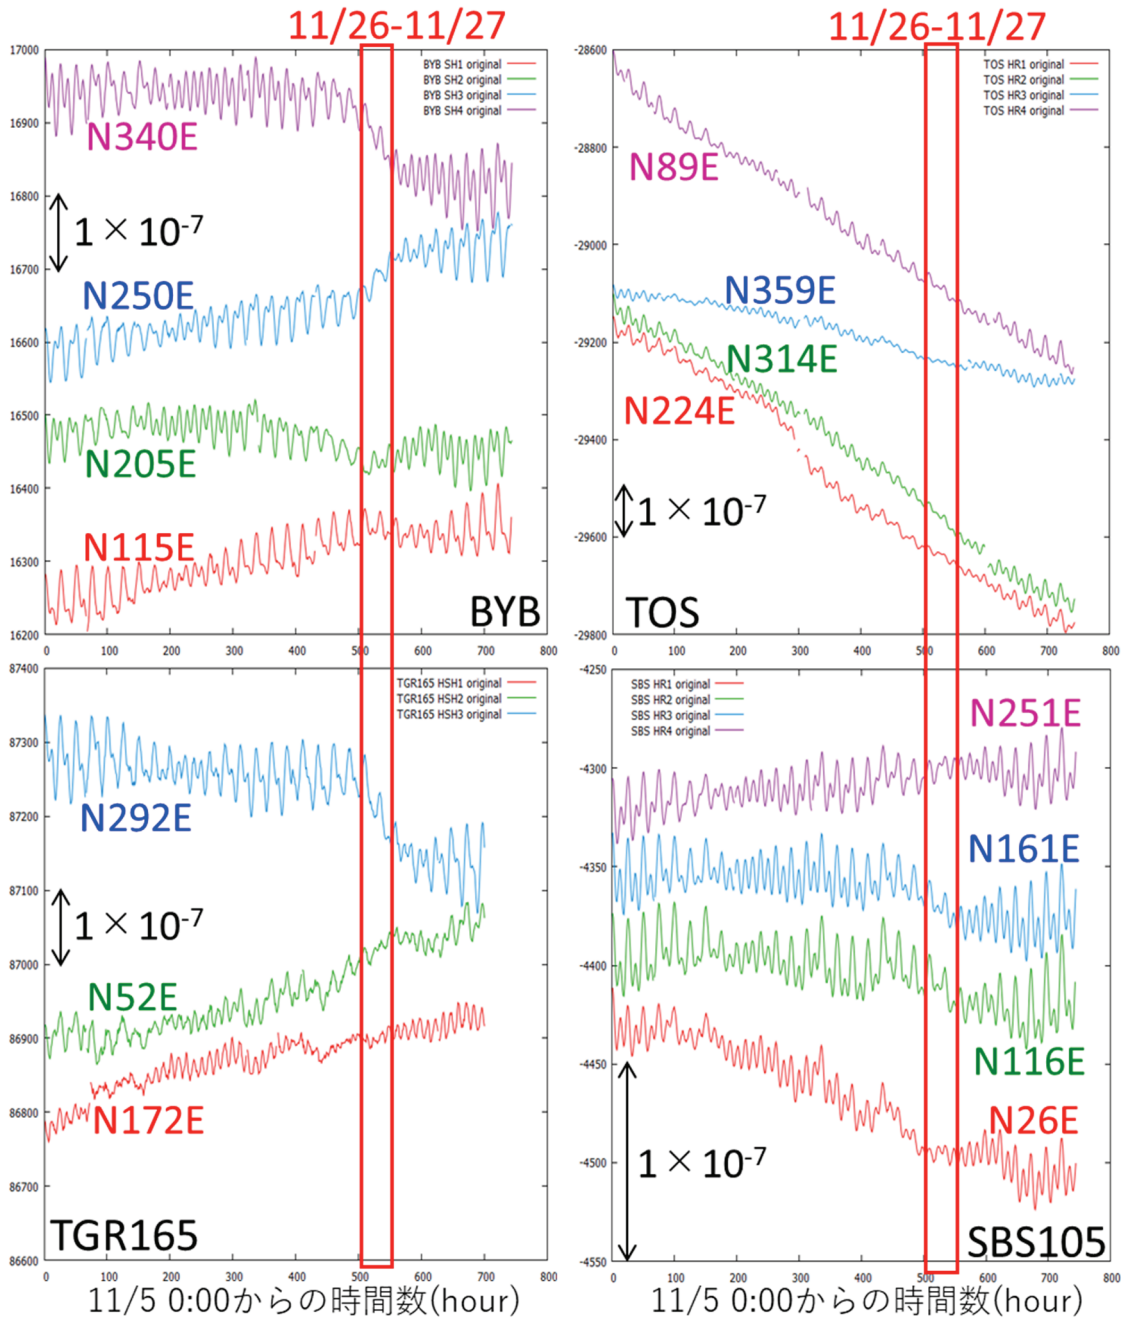 11/26-11/27
17000
16900
16800
16700
16600
16500
16400
16300
16200
BYB SH1 original
BYB SH2 original
BYB SH3 original
BYB SH4 original
N340E
1×10-7
N250E
N205E
N115E
BYB
0 100 200 300 400 500 600 700 800
11/26-11/27
-28600
-28800
-29000
-29200
-29400
-29600
-29800
TOS HR1 original
TOS HR2 original
TOS HR3 original
TOS HR4 original
N89E
N359E
N314E
N224E
1×10-7
TOS
0 100 200 300 400 500 600 700 800
87400
87300
87200
87100
87000
86900
86800
86700
86600
TGR165 HSH1 original
TGR165 HSH2 original
TGR165 HSH3 original
N292E
1×10-7
N52E
N172E
TGR165
0 100 200 300 400 500 600 700 800
11/5 0:00からの時間数(hour)
-4250
-4300
-4350
-4400
-4450
-4500
-4550
SBS HR1 original
SBS HR2 original
SBS HR3 original
SBS HR4 original
N251E
N161E
N116E
N26E
1×10-7
SBS105
0 100 200 300 400 500 600 700 800
11/5 0:00からの時間数(hour)